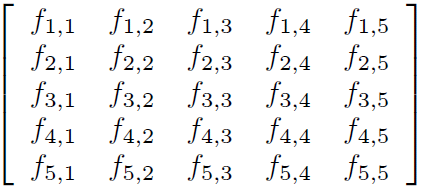 f1,1 f1,2 f1,3 f1,4 f1,5
f2,1 f2,2 f2,3 f2,4 f2,5
f3,1 f3,2 f3,3 f3,4 f3,5
f4,1 f4,2 f4,3 f4,4 f4,5
f5,1 f5,2 f5,3 f5,4 f5,5